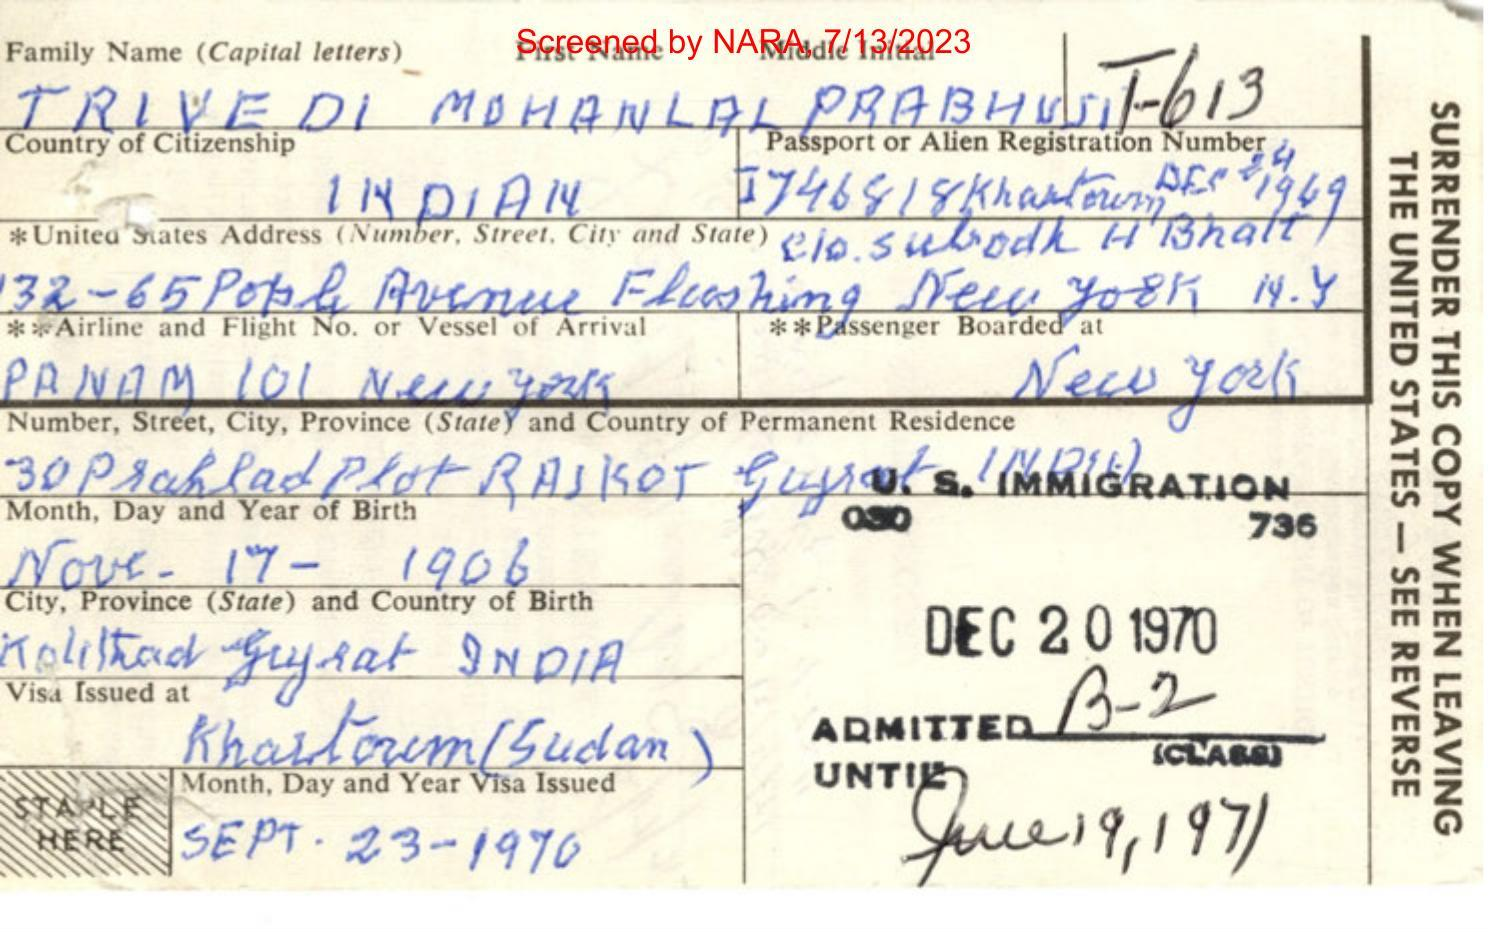 Screened by NARA, 7/13/2023
Family Name (Capital letters) First Name Middle Initial
TRIVEDI MOHANLAL PRABHUJI T-613
Country of Citizenship Passport or Alien Registration Number
INDIAN I746818 Khartoum DEC 24 1969
*United States Address (Number, Street, City and State) c/o. Subodh H Bhatt
132-65 Pople Avenue Flushing New York N.Y
**Airline and Flight No. or Vessel of Arrival **Passenger Boarded at
PANAM 101 New York New York
Number, Street, City, Province (State) and Country of Permanent Residence
30 Prahlad Plot RAJKOT Gujrat INDIA
U. S. IMMIGRATION
Month, Day and Year of Birth 030 736
Nove. 17- 1906
City, Province (State) and Country of Birth
DEC 20 1970
Kolithad Gujrat INDIA
Visa Issued at
ADMITTED B-2
(CLASS)
Khartoum (Sudan)
UNTIL June 19, 1971
Month, Day and Year Visa Issued
STAPLE HERE
SEPT. 23-1970
SURRENDER THIS COPY WHEN LEAVING
THE UNITED STATES — SEE REVERSE